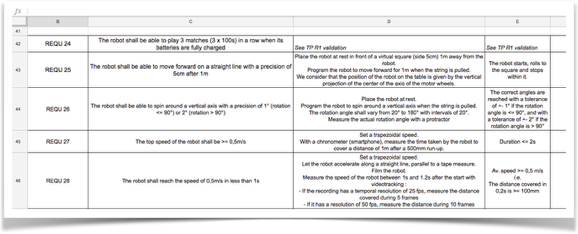 fx
B C D E
41
42 REQU 24 The robot shall be able to play 3 matches (3 x 100s) in a row when its
batteries are fully charged
See TP R1 validation
See TP R1 validation
43 REQU 25 The robot shall be able to move forward on a straight line with a precision of
5cm after 1m
Place the robot at rest in front of a virtual square (side 5cm) 1m away from the
robot.
Program the robot to move forward for 1m when the string is pulled.
We consider that the position of the robot on the table is given by the vertical
projection of the center of the axis of the motor wheels.
The robot starts, rolls to
the square and stops
within it.
44 REQU 26 The robot shall be able to spin around a vertical axis with a precision of 1° (rotation
<= 90°) or 2° (rotation > 90°)
Place the robot at rest.
Program the robot to spin around a vertical axis when the string is pulled.
The rotation angle shall vary from 20° to 180° with intervals of 20°.
Measure the actual rotation angle with a protractor
The correct angles are
reached with a tolerance
of +- 1° if the rotation
angle is <= 90°, and with
a tolerance of +- 2° if the
rotation angle is > 90°
45 REQU 27 The top speed of the robot shall be >= 0,5m/s
Set a trapezoidal speed.
With a chronometer (smartphone), measure the time taken by the robot to
cover a distance of 1m after a 500mm run-up.
Duration <= 2s
46 REQU 28 The robot shall reach the speed of 0,5m/s in less than 1s
Set a trapezoidal speed.
Let the robot accelerate along a straight line, parallel to a tape measure.
Film the robot.
Measure the speed of the robot between 1s and 1.2s after the start with
videotracking :
- If the recording has a temporal resolution of 25 fps, measure the distance
covered during 5 frames
- If it has a resolution of 50 fps, measure the distance during 10 frames
Av. speed >= 0,5 m/s
i.e.
The distance covered in
0,2s is >= 100mm